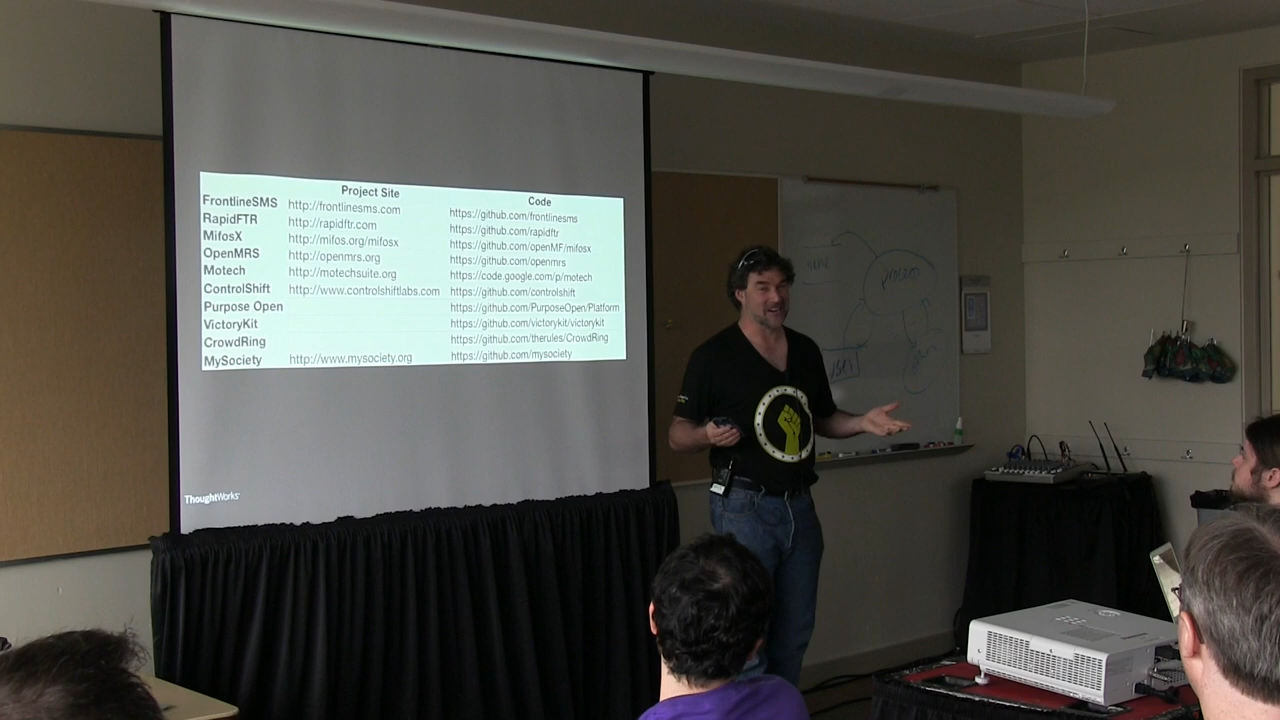 Project Site Code
FrontlineSMS http://frontlinesms.com https://github.com/frontlinesms
RapidFTR http://rapidftr.com https://github.com/rapidftr
MifosX http://mifos.org/mifosx https://github.com/openMF/mifosx
OpenMRS http://openmrs.org https://github.com/openmrs
Motech http://motechsuite.org https://code.google.com/p/motech
ControlShift http://www.controlshiftlabs.com https://github.com/controlshift
Purpose Open https://github.com/PurposeOpen/Platform
VictoryKit https://github.com/victorykit/victorykit
CrowdRing https://github.com/therules/CrowdRing
MySociety http://www.mysociety.org https://github.com/mysociety
ThoughtWorks
process